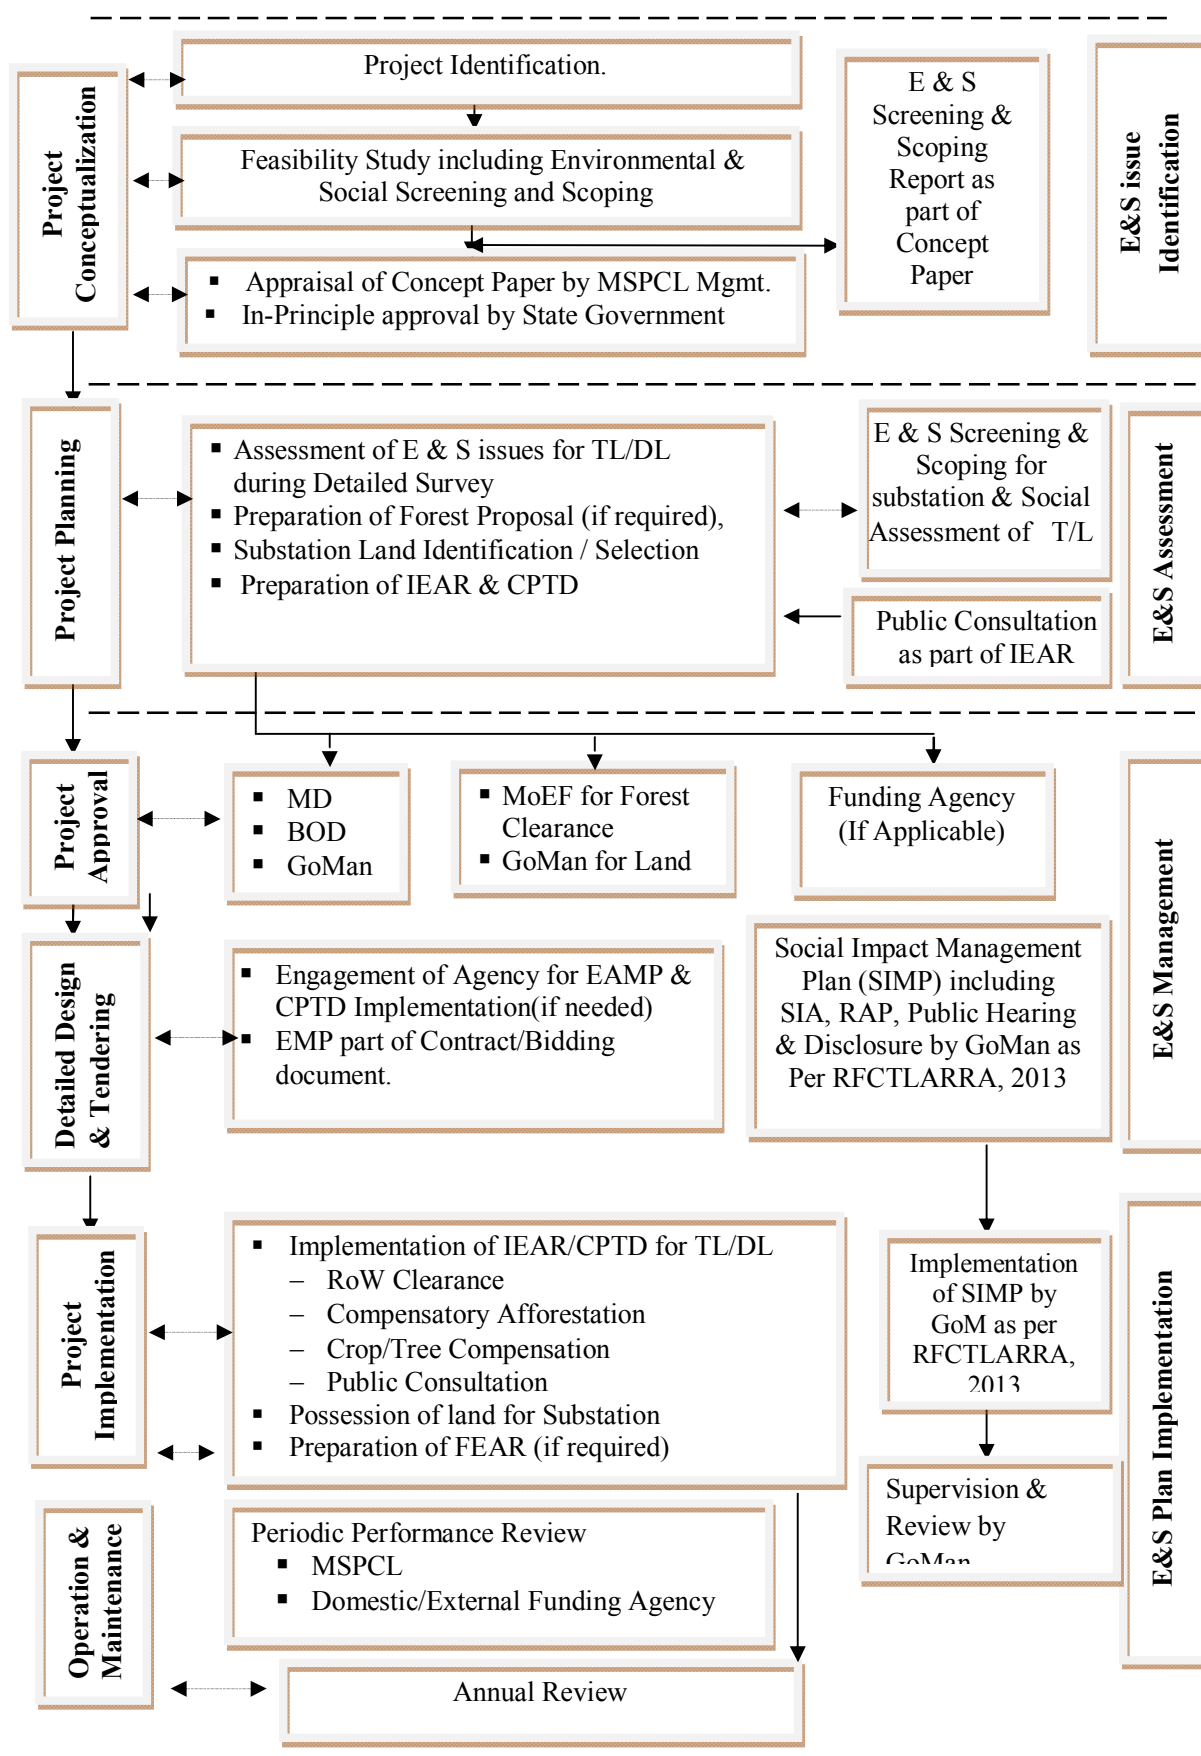 Project
Conceptualization
Project Identification.
Feasibility Study including Environmental &
Social Screening and Scoping
▪ Appraisal of Concept Paper by MSPCL Mgmt.
▪ In-Principle approval by State Government
E & S
Screening &
Scoping
Report as
part of
Concept
Paper
E&S issue
Identification
Project Planning
▪ Assessment of E & S issues for TL/DL
during Detailed Survey
▪ Preparation of Forest Proposal (if required),
▪ Substation Land Identification / Selection
▪ Preparation of IEAR & CPTD
E & S Screening &
Scoping for
substation & Social
Assessment of T/L
Public Consultation
as part of IEAR
E&S Assessment
Project
Approval
▪ MD
▪ BOD
▪ GoMan
▪ MoEF for Forest
Clearance
▪ GoMan for Land
Funding Agency
(If Applicable)
E&S Management
Detailed Design
& Tendering
▪ Engagement of Agency for EAMP &
CPTD Implementation(if needed)
▪ EMP part of Contract/Bidding
document.
Social Impact Management
Plan (SIMP) including
SIA, RAP, Public Hearing
& Disclosure by GoMan as
Per RFCTLARRA, 2013
Project
Implementation
▪ Implementation of IEAR/CPTD for TL/DL
– RoW Clearance
– Compensatory Afforestation
– Crop/Tree Compensation
– Public Consultation
▪ Possession of land for Substation
▪ Preparation of FEAR (if required)
Implementation
of SIMP by
GoM as per
RFCTLARRA,
2013
Supervision &
Review by
GoMan
E&S Plan Implementation
Operation &
Maintenance
Periodic Performance Review
▪ MSPCL
▪ Domestic/External Funding Agency
Annual Review